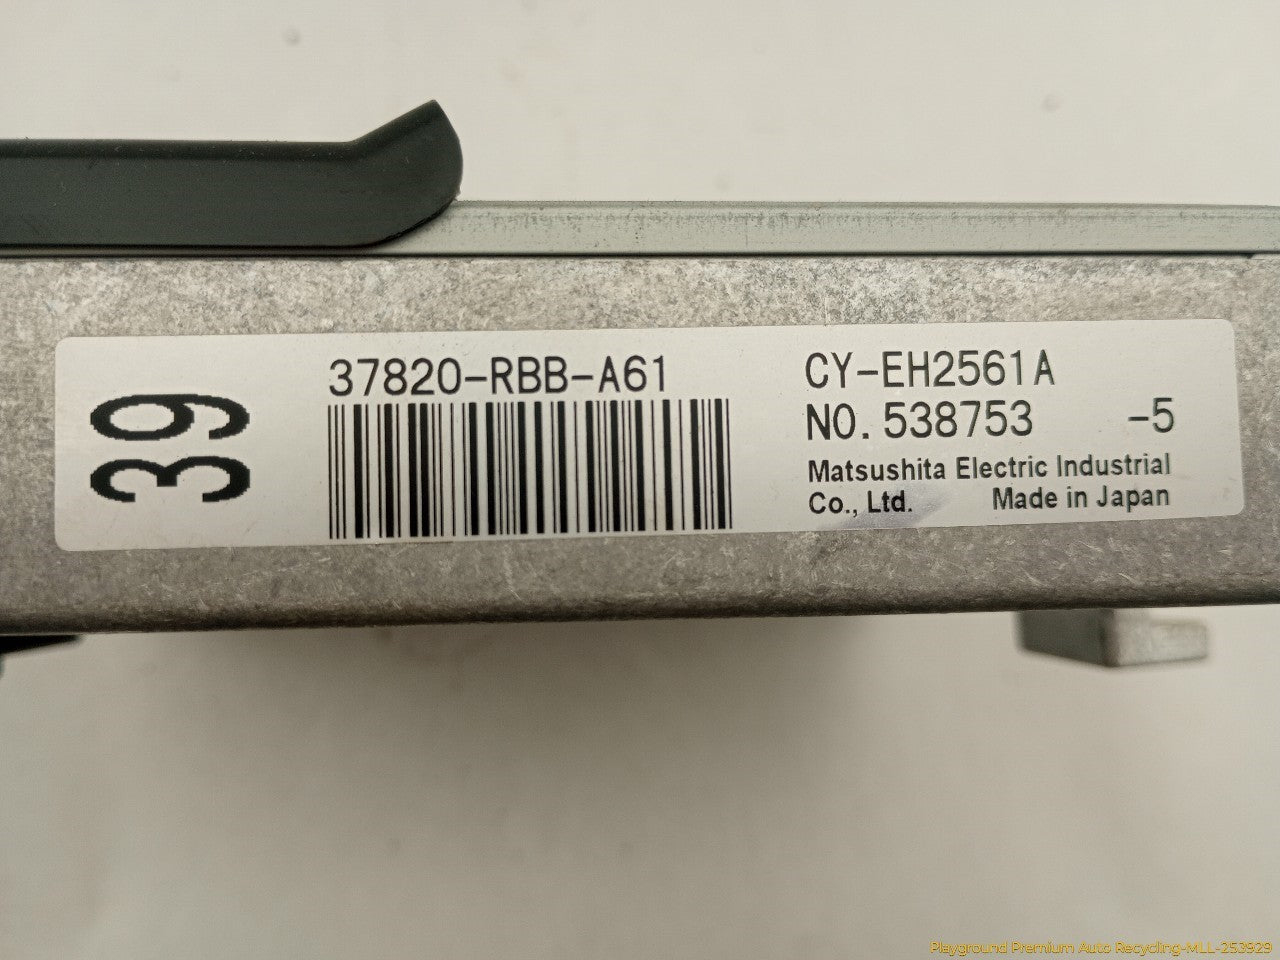 39
37820-RBB-A61
CY-EH2561A
NO. 538753 -5
Matsushita Electric Industrial
Co., Ltd. Made in Japan
Playground Premium Auto Recycling-MLL-253929